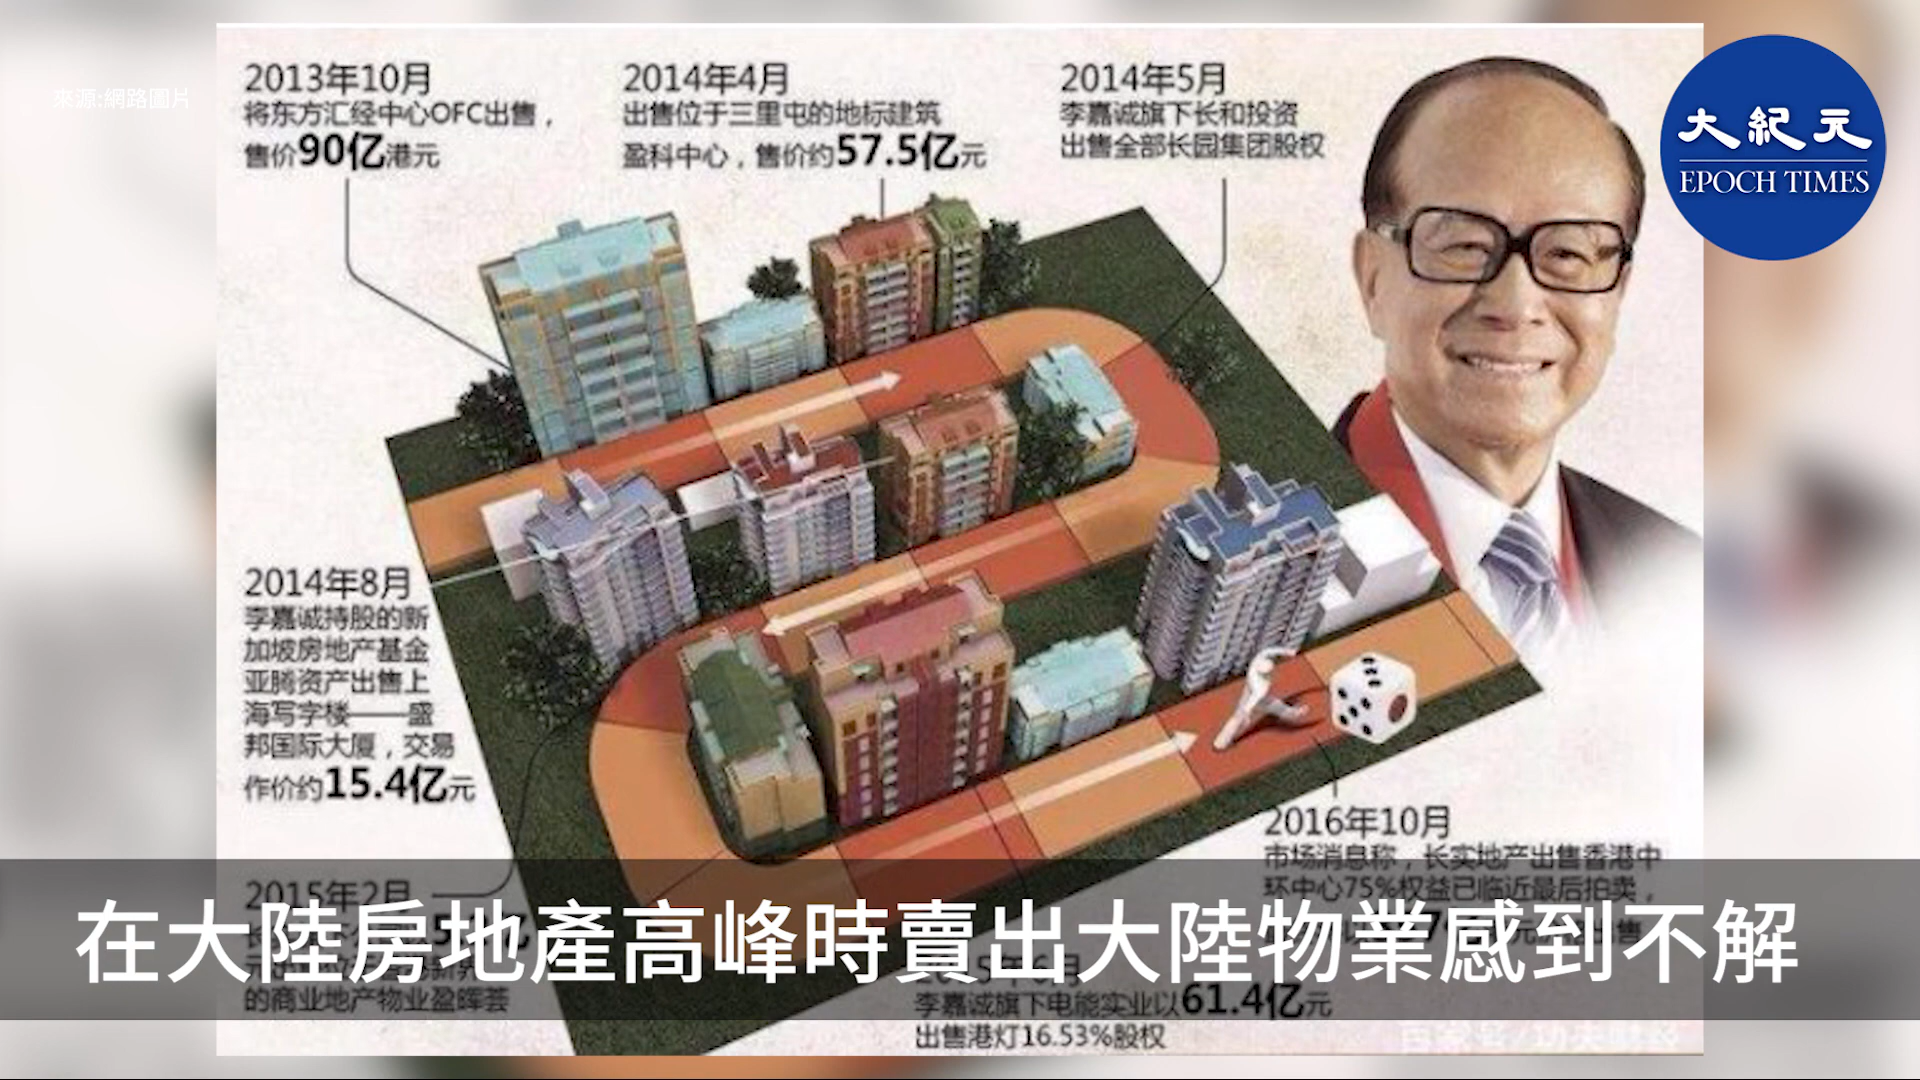 來源:網路圖片
2013年10月
将东方汇经中心OFC出售，
售价90亿港元
2014年4月
出售位于三里屯的地标建筑
盈科中心，售价约57.5亿元
2014年5月
李嘉诚旗下长和投资
出售全部长园集团股权
大紀元
EPOCH TIMES
2014年8月
李嘉诚持股的新
加坡房地产基金
亚腾资产出售上
海写字楼——盛
邦国际大厦，交易
作价约15.4亿元
2016年10月
市场消息称，长实地产出售香港中
环中心75%权益已临近最后拍卖，
2015年2月
的商业地产物业盈晖荟
李嘉诚旗下电能实业以61.4亿元
出售港灯16.53%股权
在大陸房地產高峰時賣出大陸物業感到不解